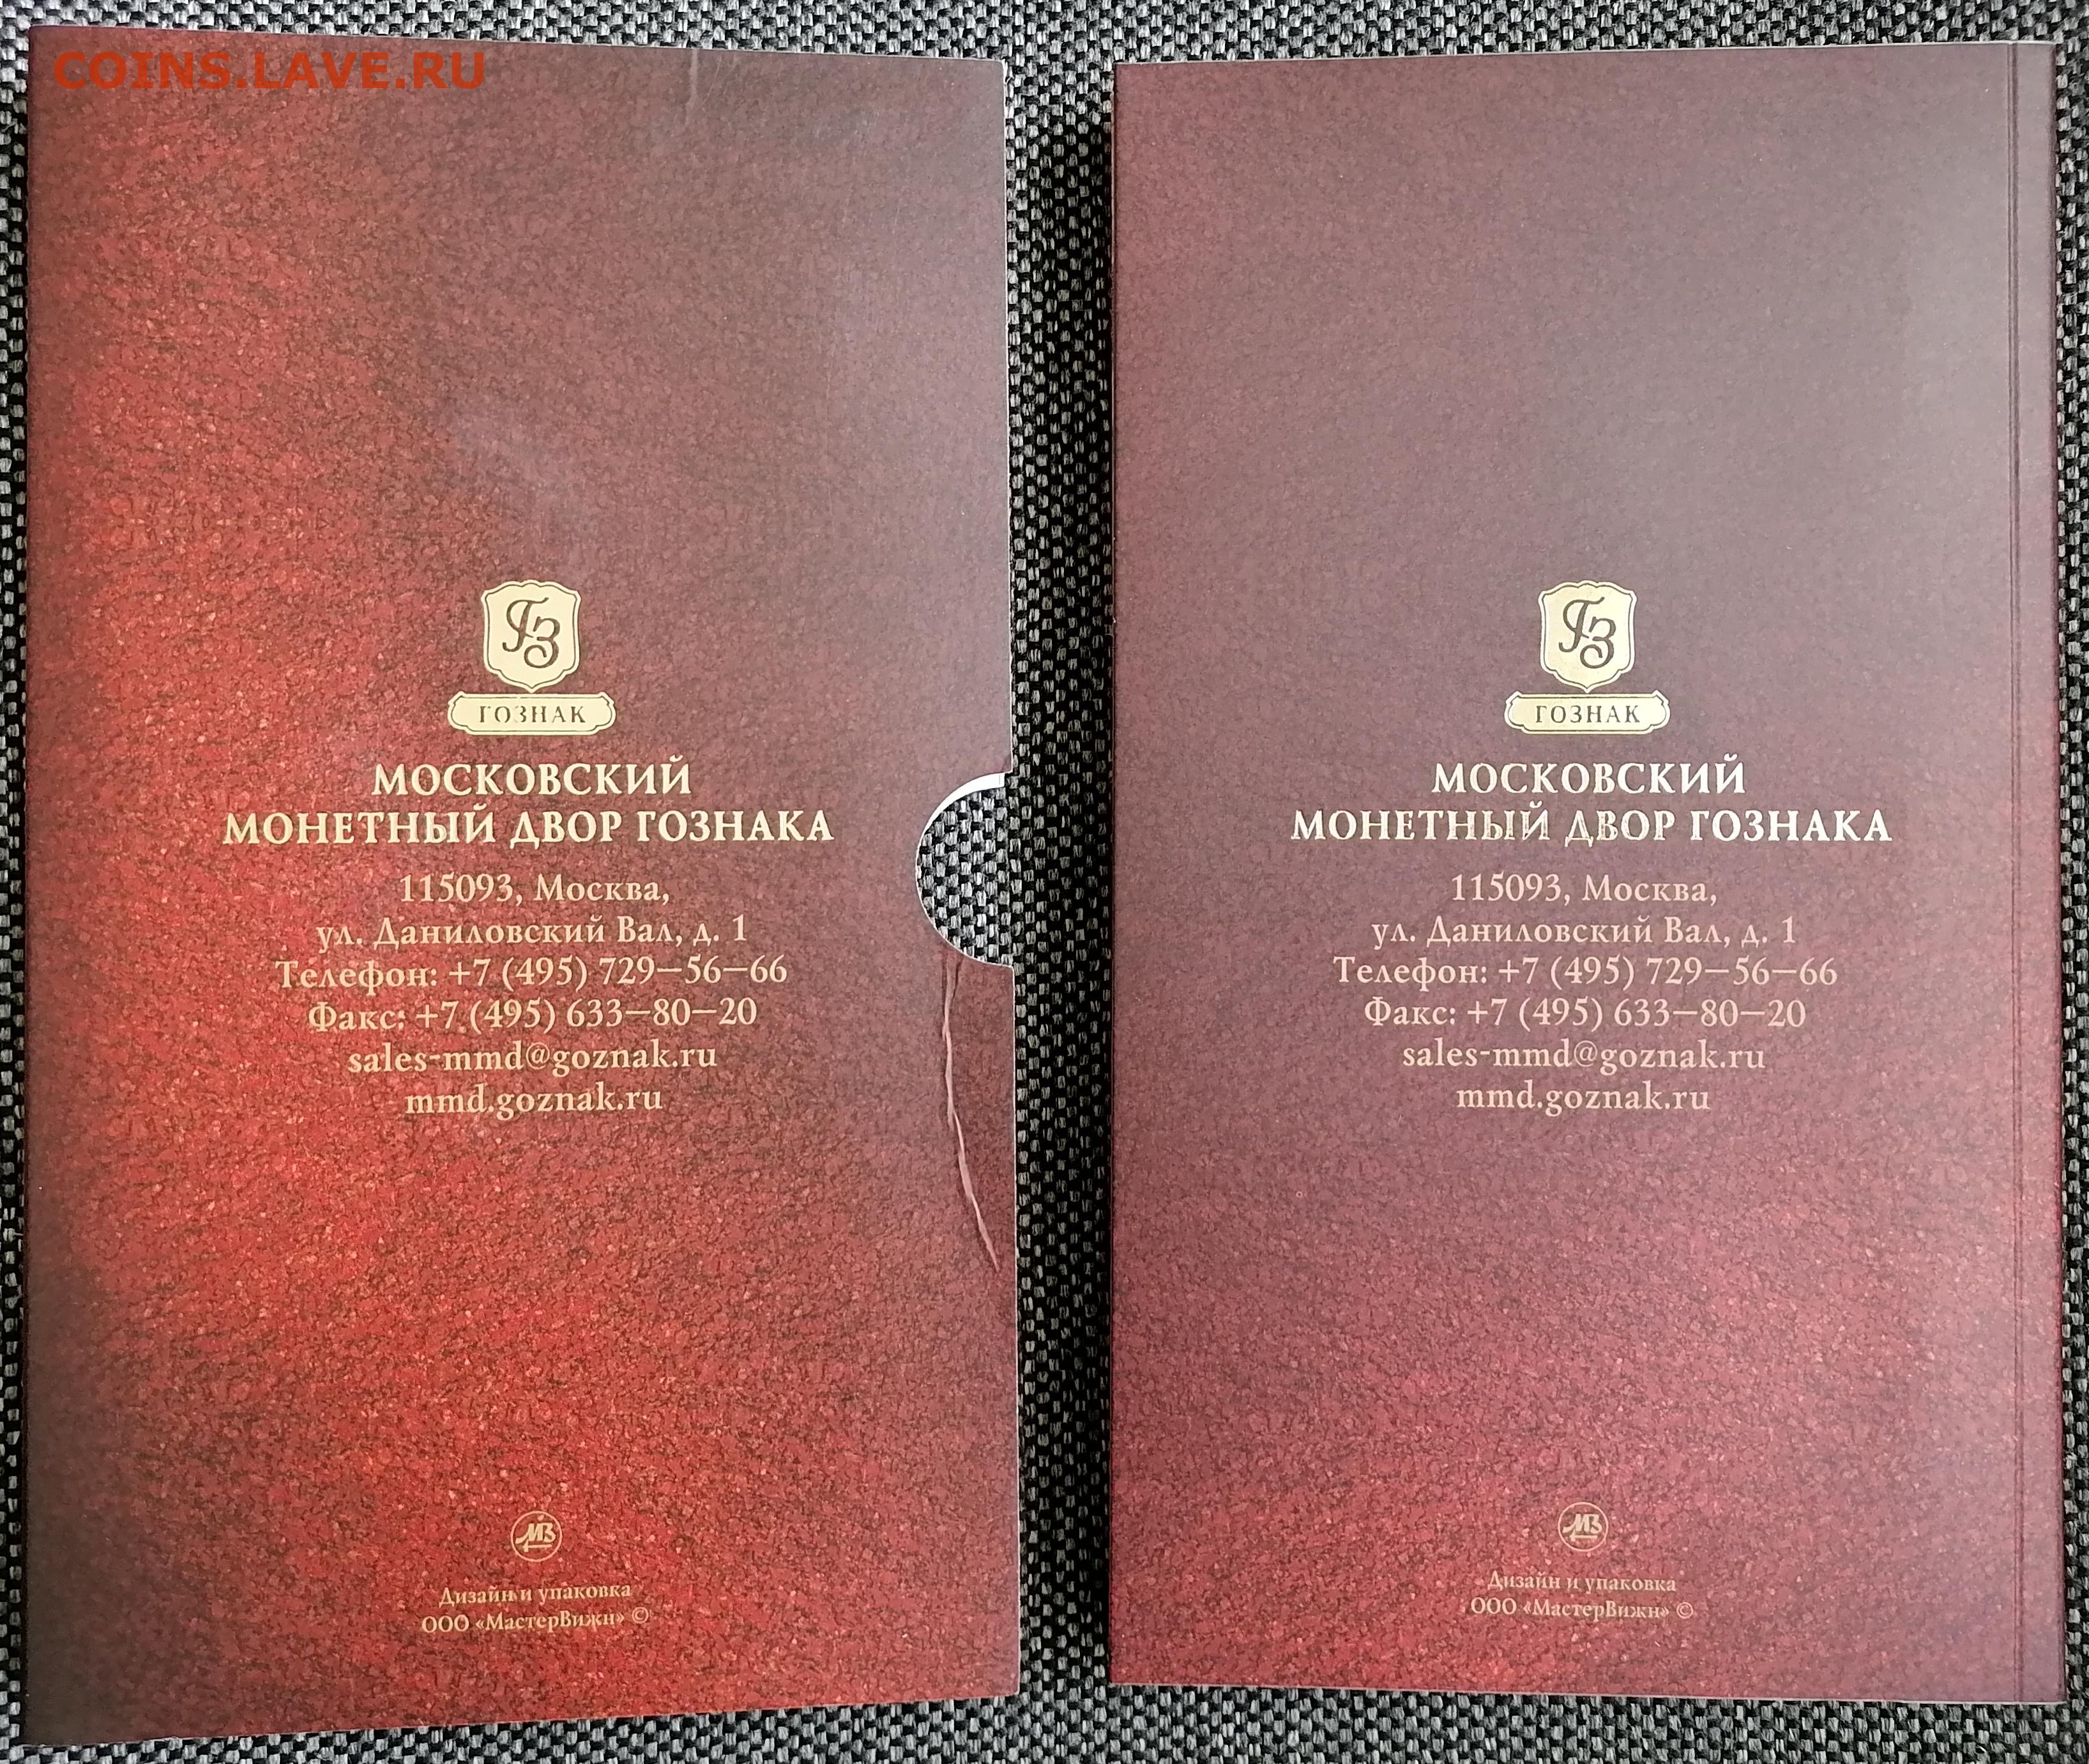 COINS.LAVE.RU
ГЗ
ГОЗНАК
МОСКОВСКИЙ
МОНЕТНЫЙ ДВОР ГОЗНАКА
115093, Москва,
ул. Даниловский Вал, д. 1
Телефон: +7 (495) 729–56–66
Факс: +7 (495) 633–80–20
sales-mmd@goznak.ru
mmd.goznak.ru
МВ
Дизайн и упаковка
ООО «МастерВижн» ©
ГЗ
ГОЗНАК
МОСКОВСКИЙ
МОНЕТНЫЙ ДВОР ГОЗНАКА
115093, Москва,
ул. Даниловский Вал, д. 1
Телефон: +7 (495) 729–56–66
Факс: +7 (495) 633–80–20
sales-mmd@goznak.ru
mmd.goznak.ru
МВ
Дизайн и упаковка
ООО «МастерВижн» ©